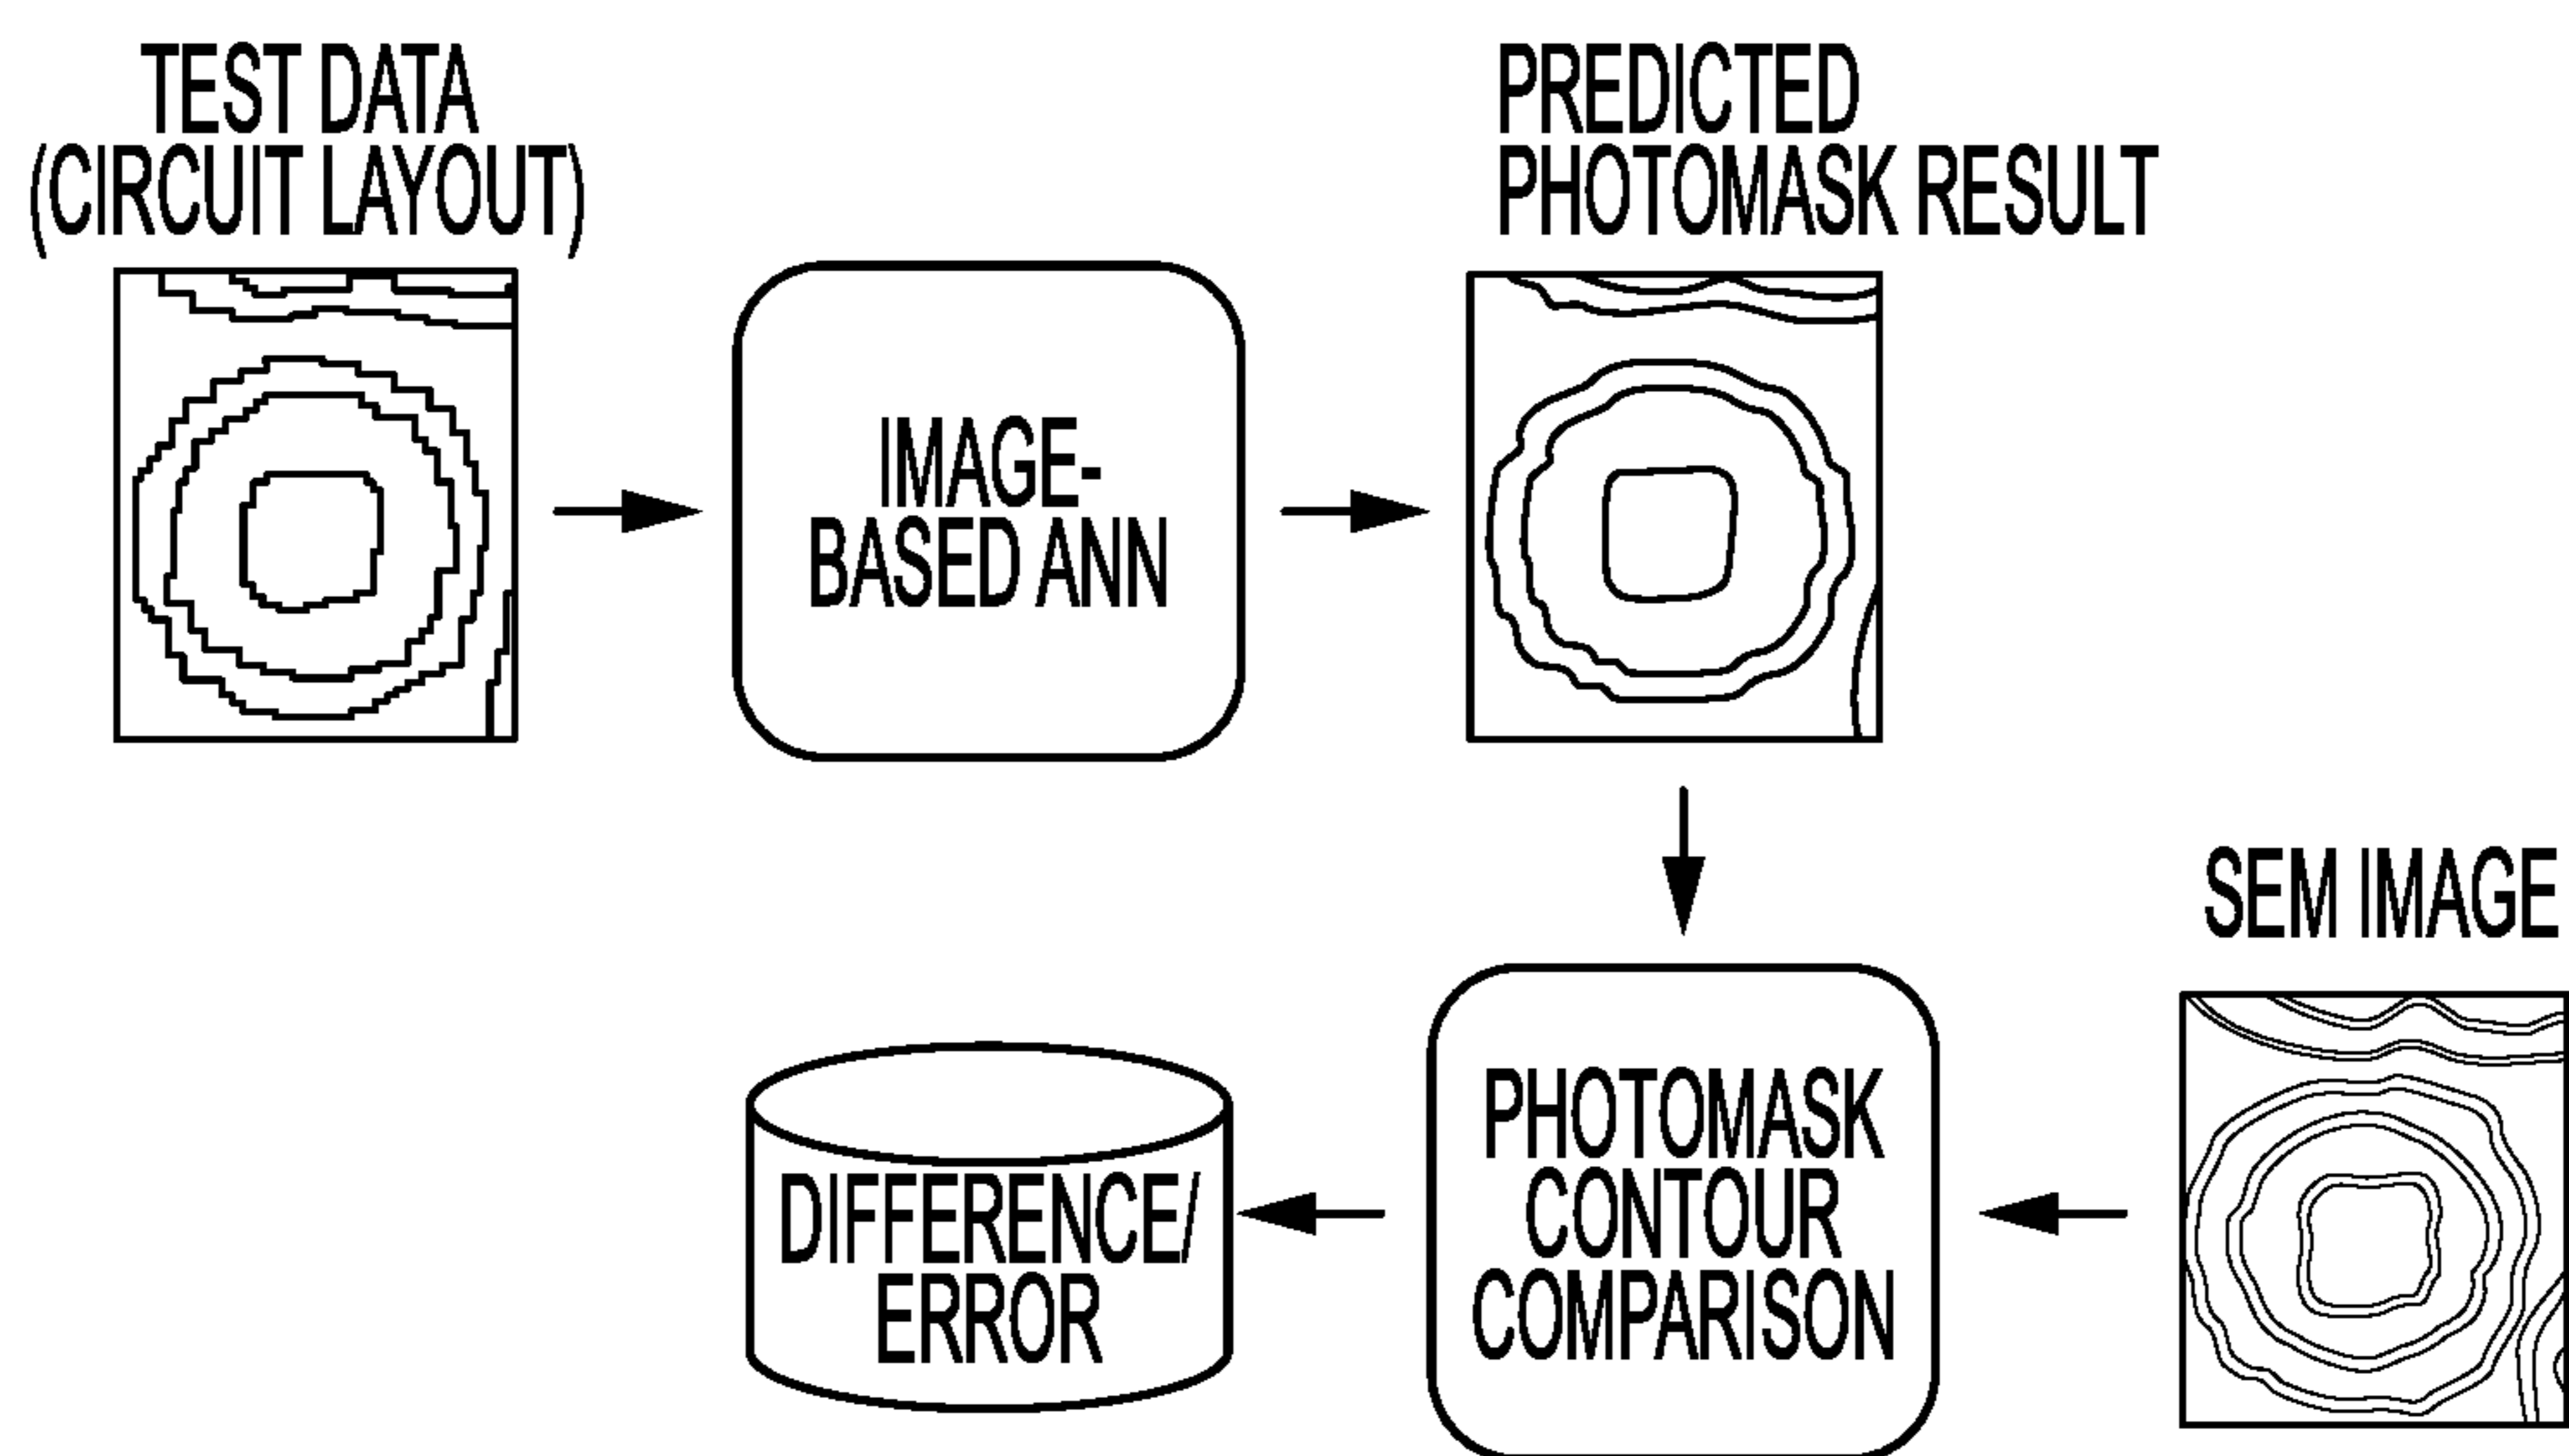 TEST DATA
(CIRCUIT LAYOUT)
IMAGE-
BASED ANN
PREDICTED
PHOTOMASK RESULT
SEM IMAGE
PHOTOMASK
CONTOUR
COMPARISON
DIFFERENCE/
ERROR